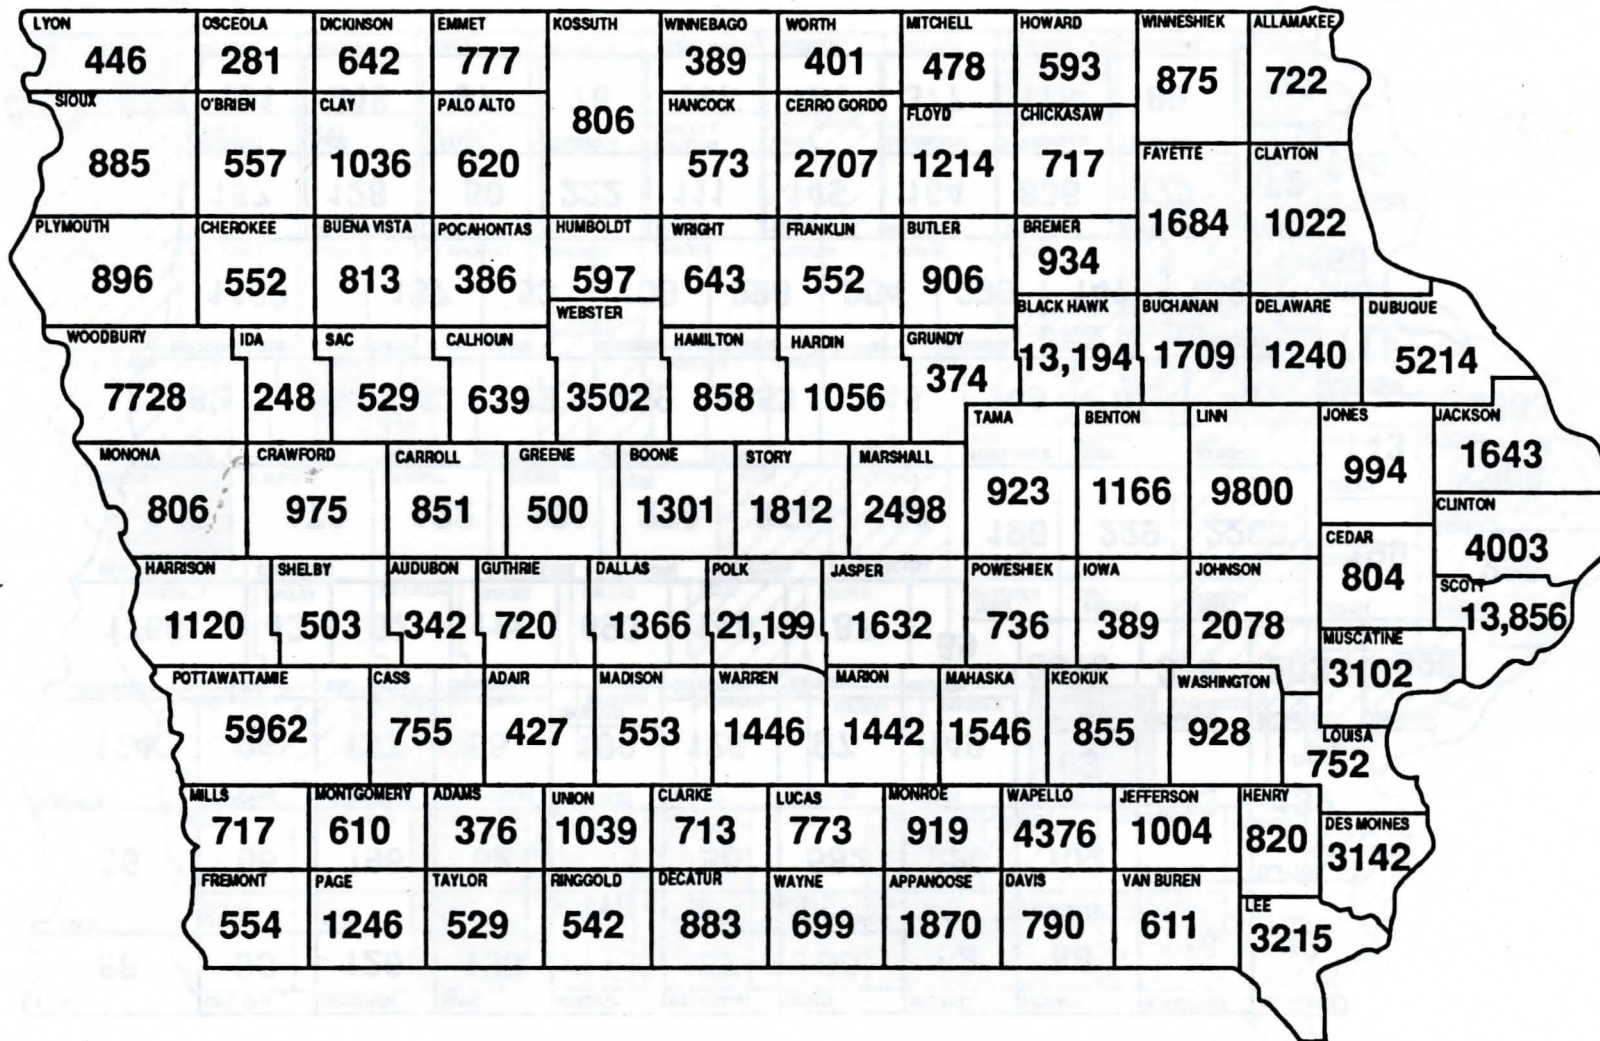 LYON OSCEOLA DICKINSON EMMET KOSSUTH WINNEBAGO WORTH MITCHELL HOWARD WINNESHIEK ALLAMAKEE
446 281 642 777 806 389 401 478 593 875 722
SIOUX O'BRIEN CLAY PALO ALTO HANCOCK CERRO GORDO FLOYD CHICKASAW
885 557 1036 620 573 2707 1214 717
FAYETTE CLAYTON
1684 1022
PLYMOUTH CHEROKEE BUENA VISTA POCAHONTAS HUMBOLDT WRIGHT FRANKLIN BUTLER BREMER
896 552 813 386 597 643 552 906 934
WOODBURY IDA SAC CALHOUN WEBSTER HAMILTON HARDIN GRUNDY BLACK HAWK BUCHANAN DELAWARE DUBUQUE
7728 248 529 639 3502 858 1056 374 13,194 1709 1240 5214
TAMA BENTON LINN JONES JACKSON
923 1166 9800 994 1643
MONONA CRAWFORD CARROLL GREENE BOONE STORY MARSHALL
806 975 851 500 1301 1812 2498
CLINTON
4003
CEDAR
804
HARRISON SHELBY AUDUBON GUTHRIE DALLAS POLK JASPER POWESHIEK IOWA JOHNSON SCOTT
1120 503 342 720 1366 21,199 1632 736 389 2078 13,856
MUSCATINE
3102
POTTAWATTAMIE CASS ADAIR MADISON WARREN MARION MAHASKA KEOKUK WASHINGTON
5962 755 427 553 1446 1442 1546 855 928
LOUISA
752
MILLS MONTGOMERY ADAMS UNION CLARKE LUCAS MONROE WAPELLO JEFFERSON HENRY DES MOINES
717 610 376 1039 713 773 919 4376 1004 820 3142
FREMONT PAGE TAYLOR RINGGOLD DECATUR WAYNE APPANOOSE DAVIS VAN BUREN LEE
554 1246 529 542 883 699 1870 790 611 3215